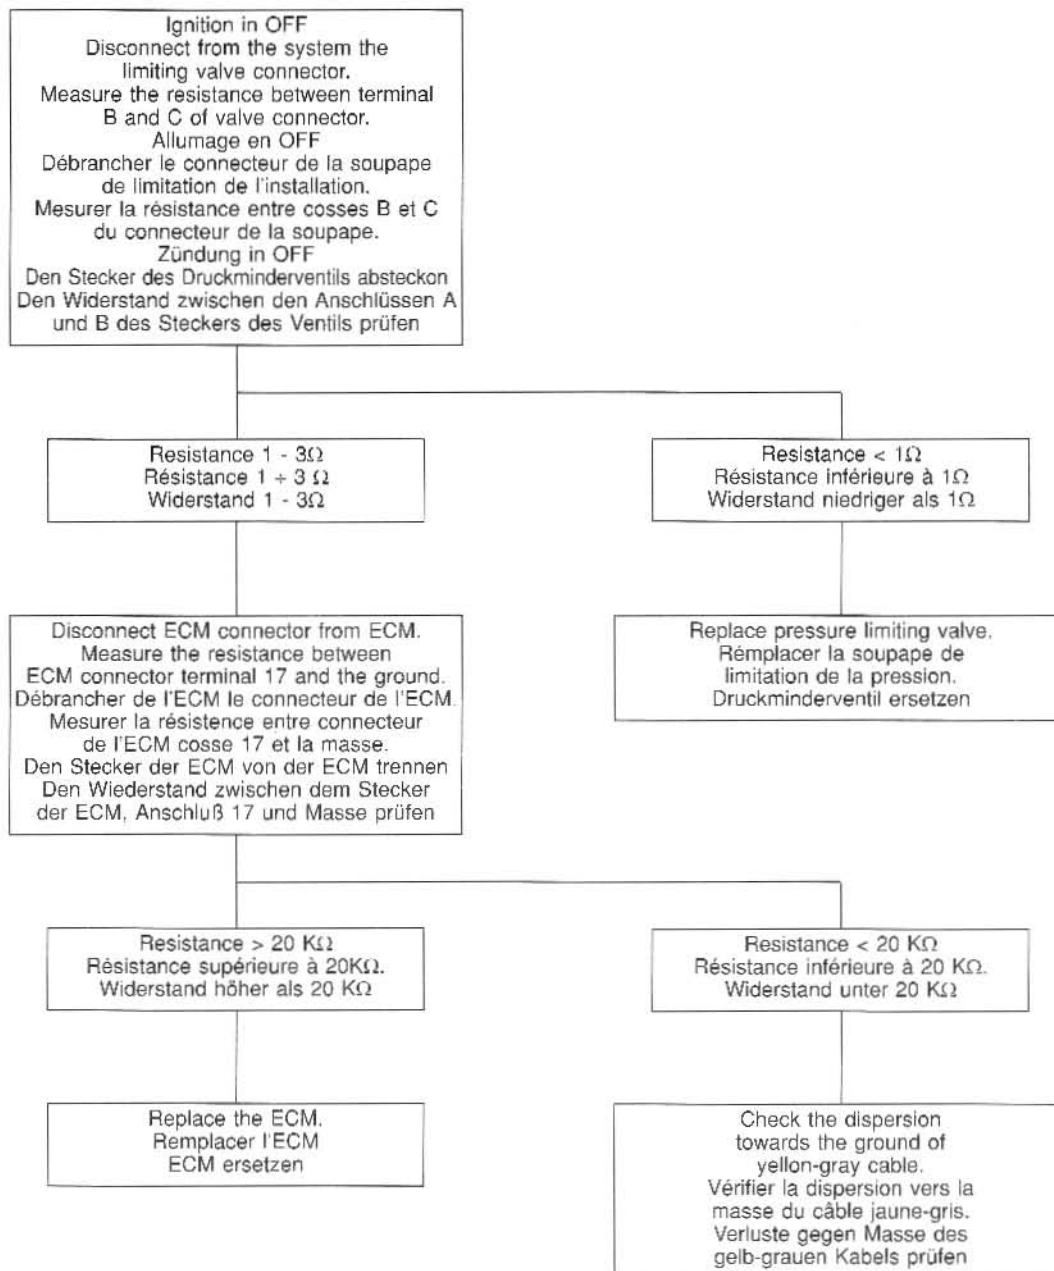 Ignition in OFF
Disconnect from the system the
limiting valve connector.
Measure the resistance between terminal
B and C of valve connector.
Allumage en OFF
Débrancher le connecteur de la soupape
de limitation de l'installation.
Mesurer la résistance entre cosses B et C
du connecteur de la soupape.
Zündung in OFF
Den Stecker des Druckminderventils absteckon
Den Widerstand zwischen den Anschlüssen A
und B des Steckers des Ventils prüfen
Resistance 1 - 3Ω
Résistance 1 ÷ 3 Ω
Widerstand 1 - 3Ω
Resistance < 1Ω
Résistance inférieure à 1Ω
Widerstand niedriger als 1Ω
Disconnect ECM connector from ECM.
Measure the resistance between
ECM connector terminal 17 and the ground.
Débrancher de l'ECM le connecteur de l'ECM.
Mesurer la résistence entre connecteur
de l'ECM cosse 17 et la masse.
Den Stecker der ECM von der ECM trennen
Den Wiederstand zwischen dem Stecker
der ECM, Anschluß 17 und Masse prüfen
Replace pressure limiting valve.
Rémplacer la soupape de
limitation de la pression.
Druckminderventil ersetzen
Resistance > 20 KΩ
Résistance supérieure à 20KΩ.
Widerstand höher als 20 KΩ
Resistance < 20 KΩ
Résistance inférieure à 20 KΩ.
Widerstand unter 20 KΩ
Replace the ECM.
Remplacer l'ECM
ECM ersetzen
Check the dispersion
towards the ground of
yellon-gray cable.
Vérifier la dispersion vers la
masse du câble jaune-gris.
Verluste gegen Masse des
gelb-grauen Kabels prüfen